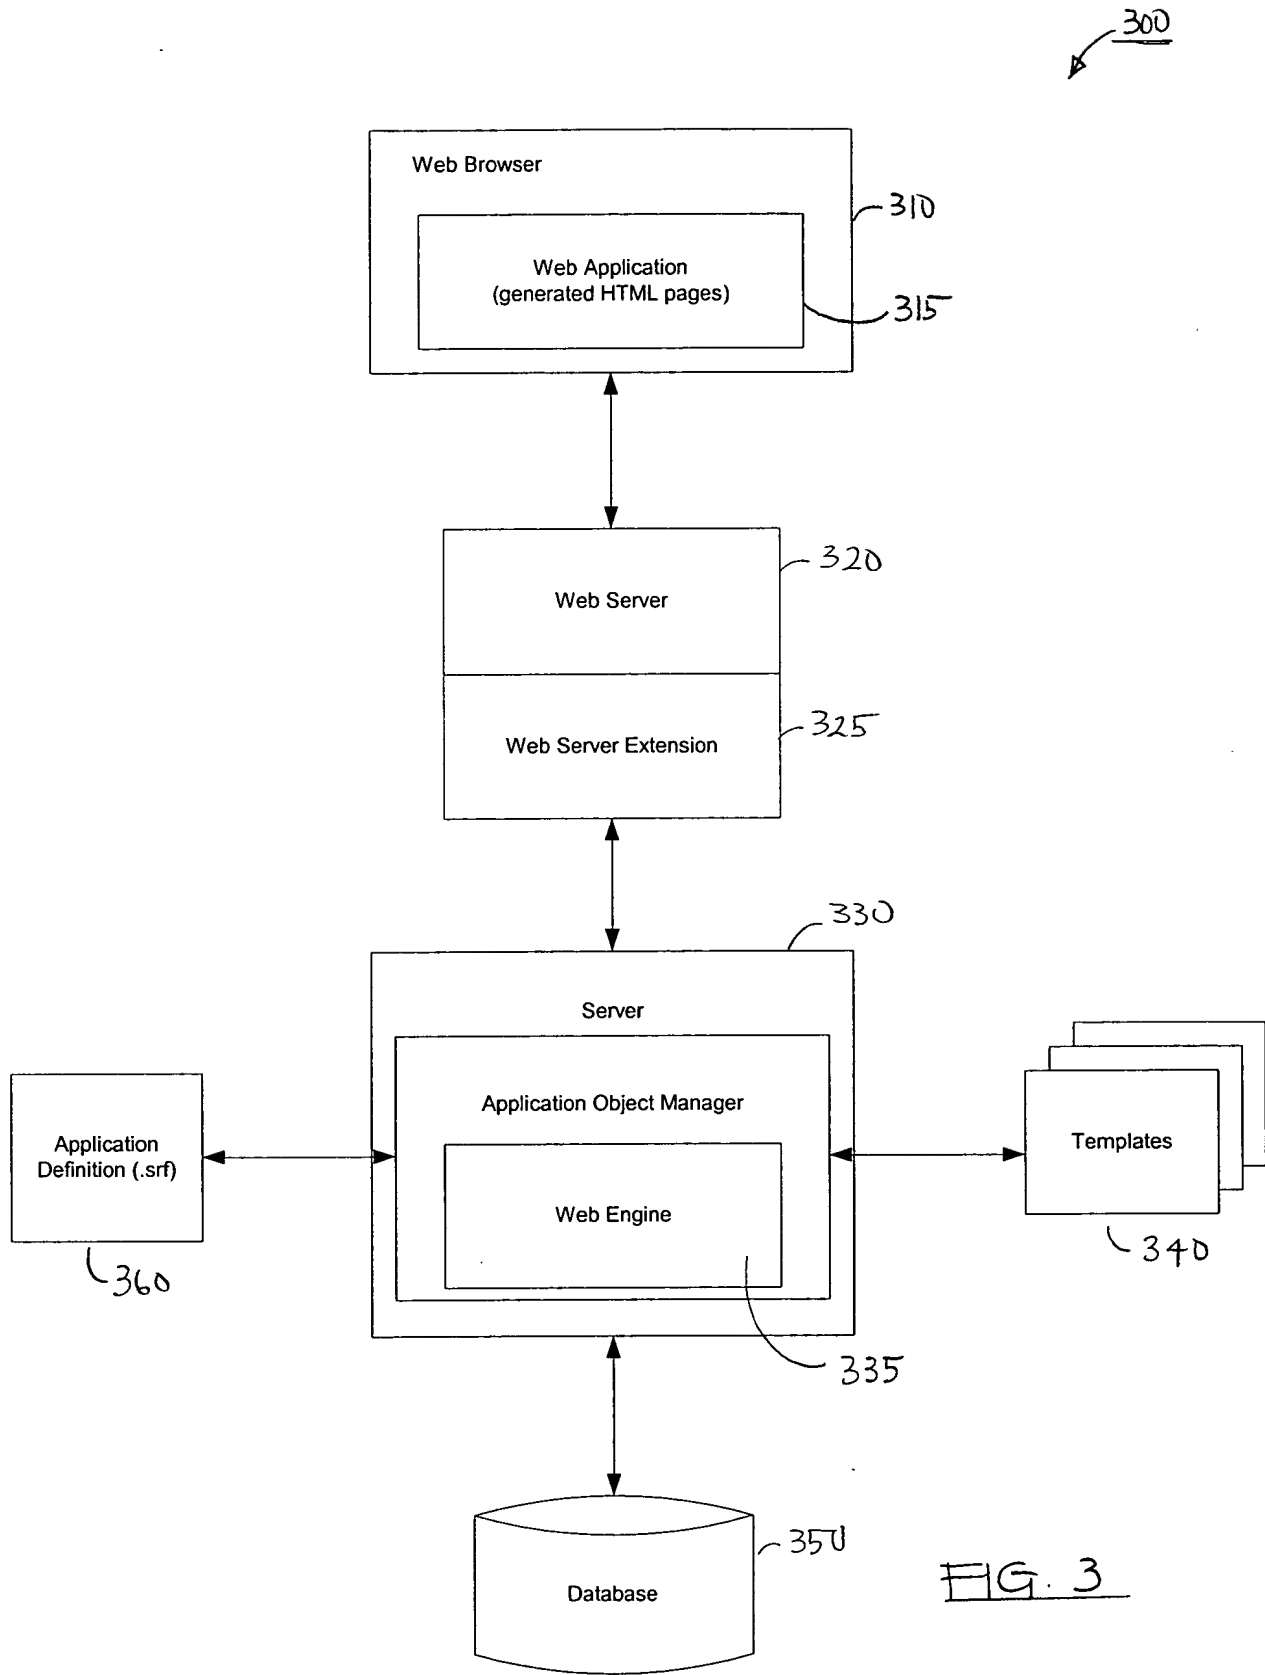 300
Web Browser
310
Web Application
(generated HTML pages)
315
320
Web Server
325
Web Server Extension
330
Server
Application Object Manager
Application
Definition (.srf)
Templates
Web Engine
340
360
335
350
Database
FIG. 3